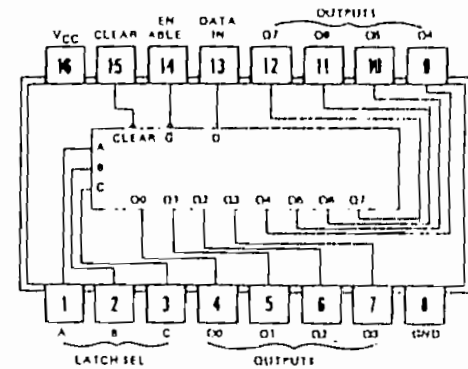 OUTPUTS
VCC CLEAR EN ABLE DATA IN Q7 Q6 Q5 Q4
16 15 14 13 12 11 10 9
CLEAR G D
A
B
C
Q0 Q1 Q2 Q3 Q4 Q5 Q6 Q7
1 2 3 4 5 6 7 8
A B C Q0 Q1 Q2 Q3 GND
LATCH SEL OUTPUTS